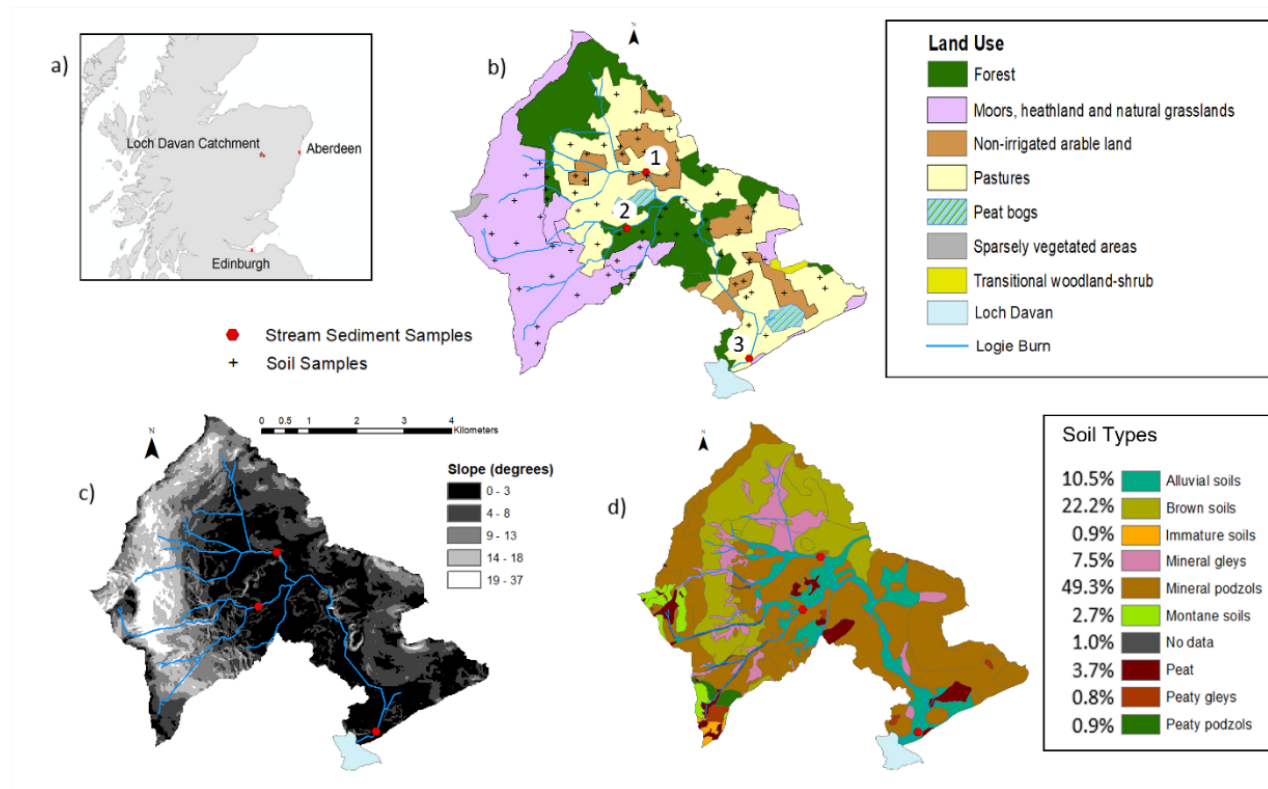 a)
Loch Davan Catchment
Aberdeen
Edinburgh
Stream Sediment Samples
Soil Samples
b)
N
1
2
3
Land Use
Forest
Moors, heathland and natural grasslands
Non-irrigated arable land
Pastures
Peat bogs
Sparsely vegetated areas
Transitional woodland-shrub
Loch Davan
Logie Burn
c)
N
0 0.5 1 2 3 4
Kilometers
Slope (degrees)
0 - 3
4 - 8
9 - 13
14 - 18
19 - 37
d)
N
Soil Types
10.5% Alluvial soils
22.2% Brown soils
0.9% Immature soils
7.5% Mineral gleys
49.3% Mineral podzols
2.7% Montane soils
1.0% No data
3.7% Peat
0.8% Peaty gleys
0.9% Peaty podzols